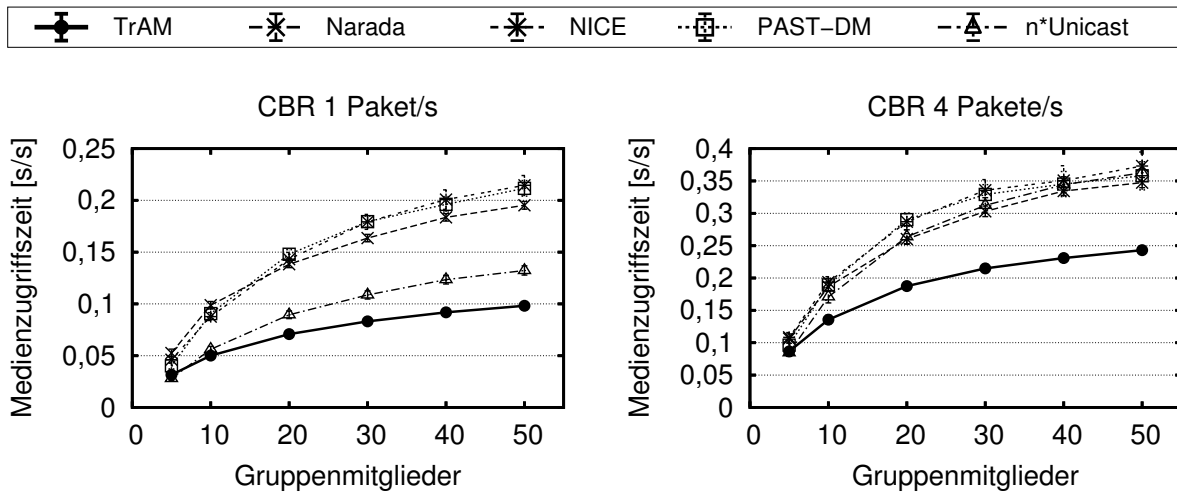 TrAM Narada NICE PAST−DM n*Unicast
CBR 1 Paket/s
Medienzugriffszeit [s/s]
0,25
0,2
0,15
0,1
0,05
0
0 10 20 30 40 50
Gruppenmitglieder
CBR 4 Pakete/s
Medienzugriffszeit [s/s]
0,4
0,35
0,3
0,25
0,2
0,15
0,1
0,05
0
0 10 20 30 40 50
Gruppenmitglieder